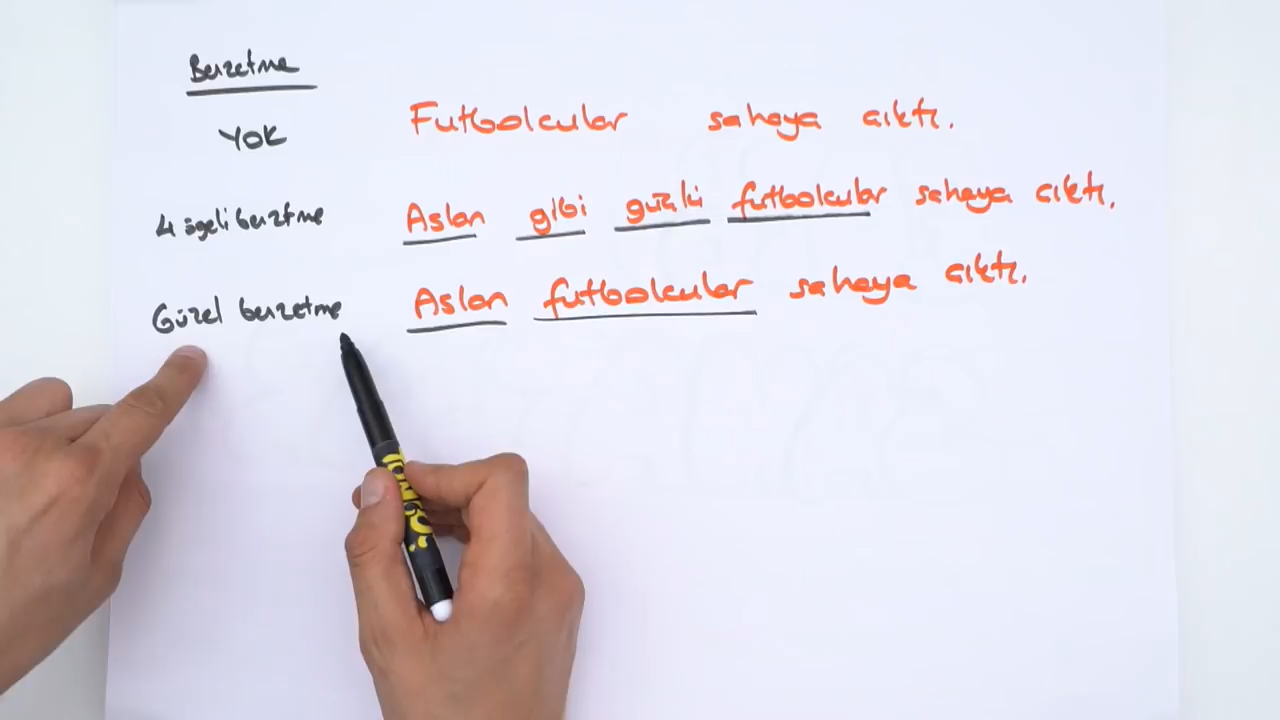 Benzetme
YOK Futbolcular sahaya çıktı.
4 ögeli benzetme Aslan gibi güçlü futbolcular sahaya çıktı.
Güzel benzetme Aslan futbolcular sahaya çıktı.